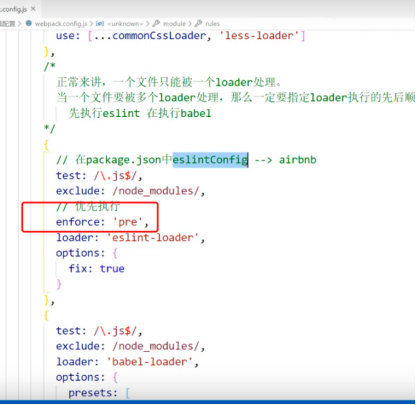 config.js ×
配置 > webpack.config.js > <unknown> > module > rules
use: [...commonCssLoader, 'less-loader']
},
/*
正常来讲，一个文件只能被一个loader处理。
当一个文件要被多个loader处理，那么一定要指定loader执行的先后顺
先执行eslint 在执行babel
*/
{
// 在package.json中eslintConfig --> airbnb
test: /\.js$/,
exclude: /node_modules/,
// 优先执行
enforce: 'pre',
loader: 'eslint-loader',
options: {
fix: true
}
},
{
test: /\.js$/,
exclude: /node_modules/,
loader: 'babel-loader',
options: {
presets: [